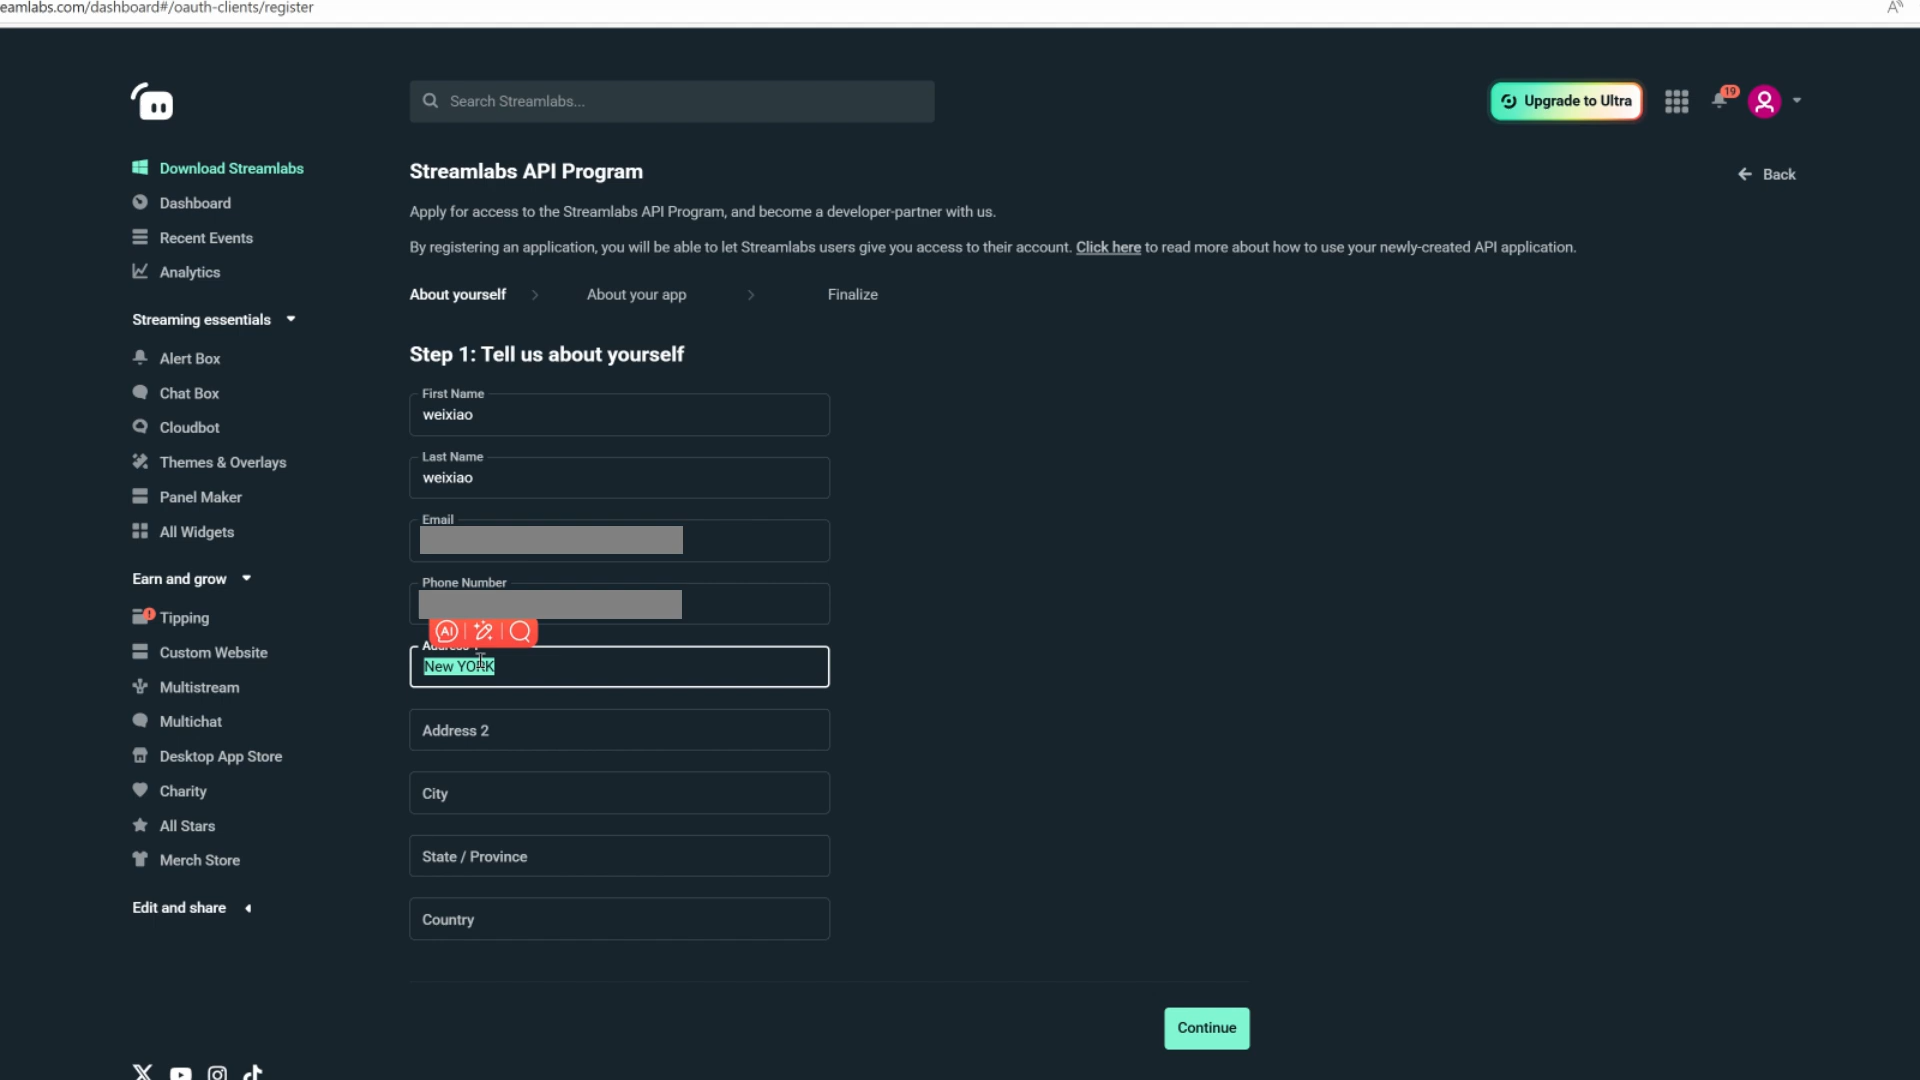 eamlabs.com/dashboard#/oauth-clients/register
Search Streamlabs...
Upgrade to Ultra
19
Download Streamlabs
Dashboard
Recent Events
Analytics
Streaming essentials
Alert Box
Chat Box
Cloudbot
Themes & Overlays
Panel Maker
All Widgets
Earn and grow
Tipping
Custom Website
Multistream
Multichat
Desktop App Store
Charity
All Stars
Merch Store
Edit and share
Streamlabs API Program
Back
Apply for access to the Streamlabs API Program, and become a developer-partner with us.
By registering an application, you will be able to let Streamlabs users give you access to their account. Click here to read more about how to use your newly-created API application.
About yourself
About your app
Finalize
Step 1: Tell us about yourself
First Name
weixiao
Last Name
weixiao
Email
Phone Number
AI
New YORK
Address 2
City
State / Province
Country
Continue